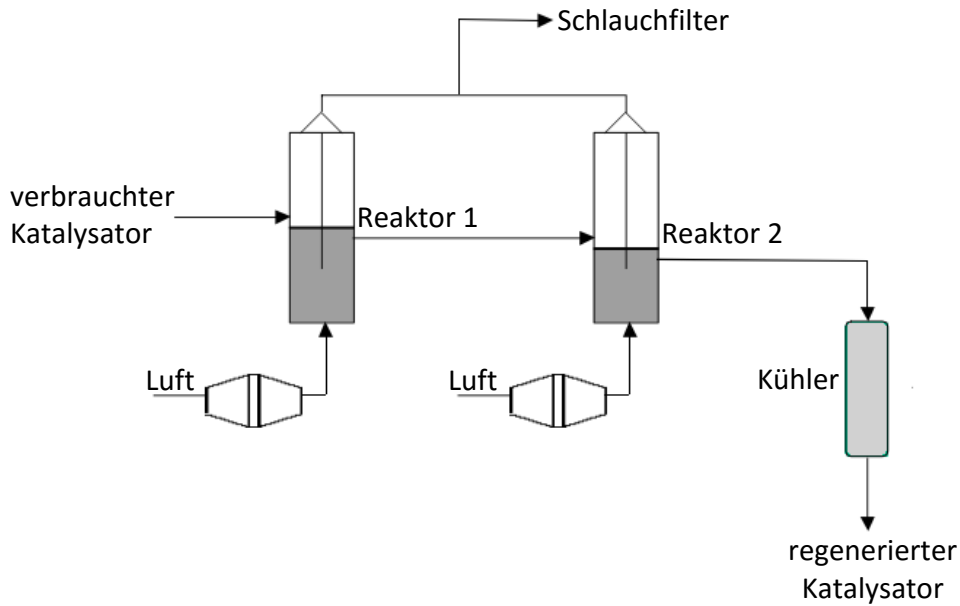 Schlauchfilter
verbrauchter
Katalysator
Reaktor 1
Reaktor 2
Luft
Luft
Kühler
regenerierter
Katalysator